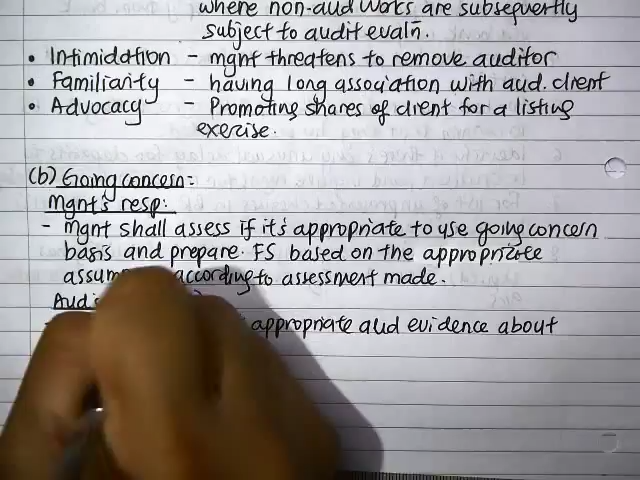 where non-aud works are subsequently
subject to audit evaln.
• Intimidation - mgnt threatens to remove auditor
• Familiarity - having long association with aud. client
• Advocacy - Promoting shares of client for a listing
exercise.
(b) Going concern:
Mgnt's resp:
- mgnt shall assess if it's appropriate to use going concern
basis and prepare FS based on the appropriate
according to assessment made.
appropriate aud evidence about